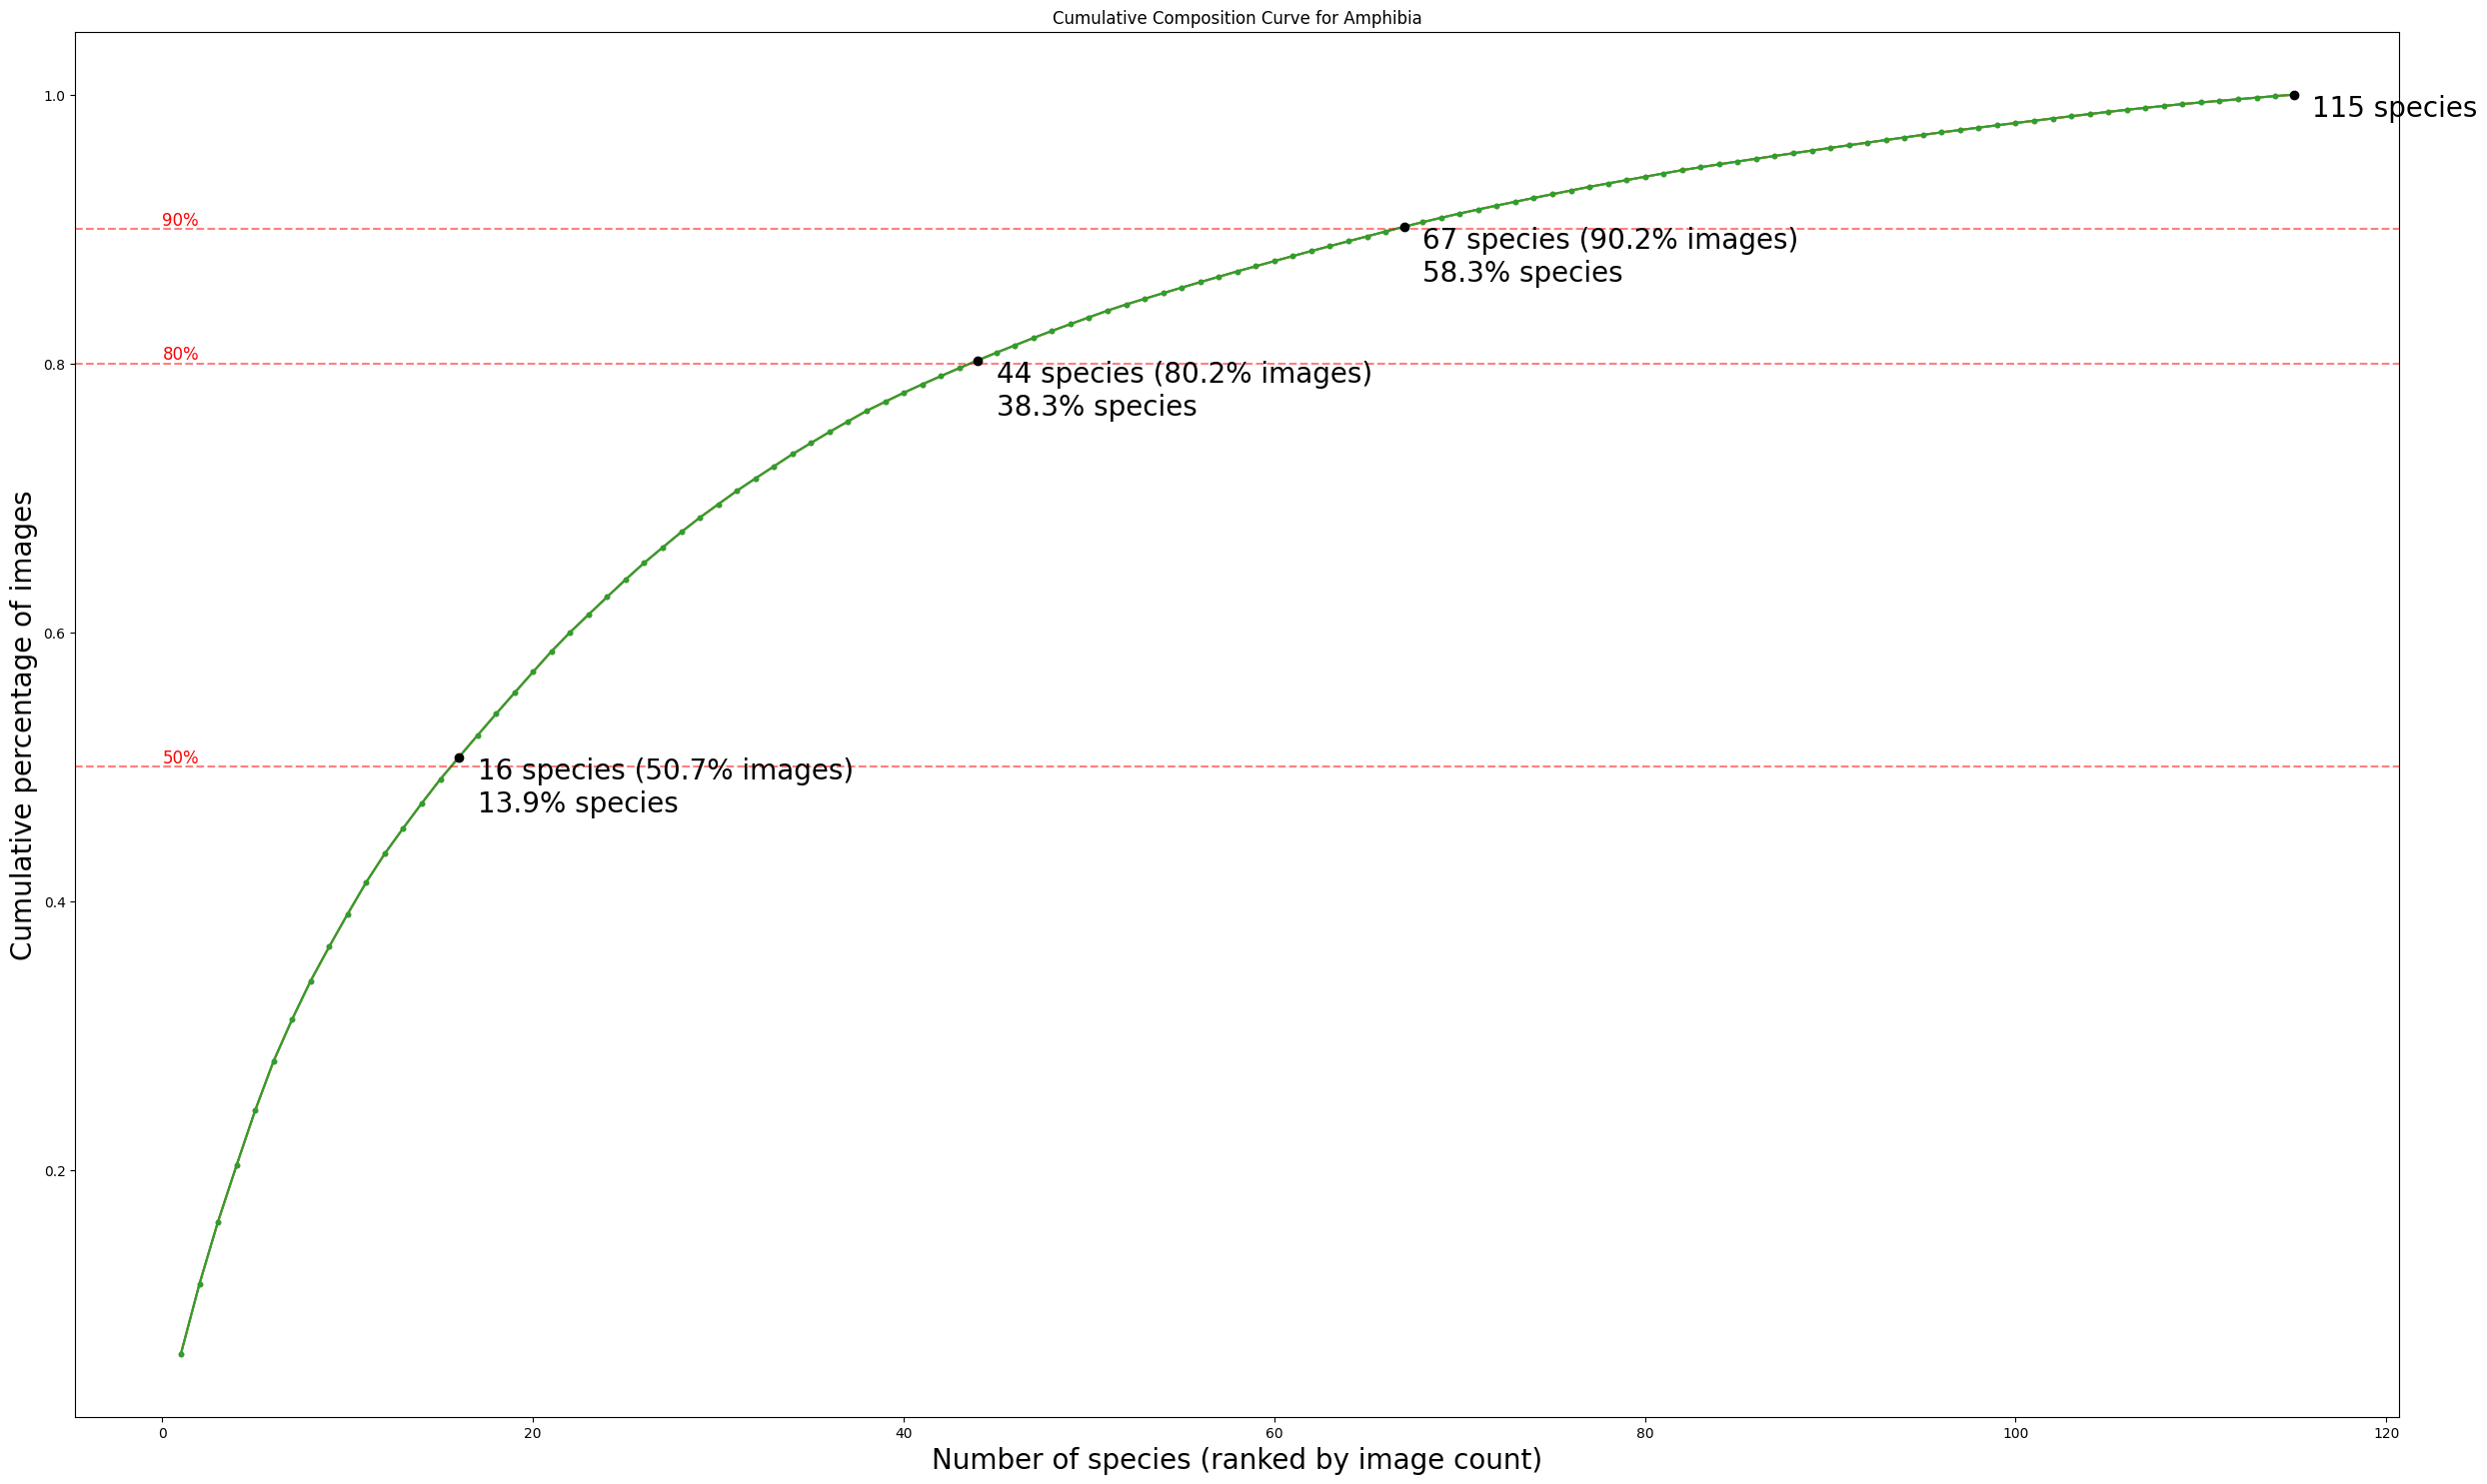 Cumulative Composition Curve for Amphibia
1.0
115 species
90%
67 species (90.2% images)
58.3% species
80%
0.8
44 species (80.2% images)
38.3% species
0.6
50%
16 species (50.7% images)
13.9% species
0.4
0.2
Cumulative percentage of images
0
20
40
60
80
100
120
Number of species (ranked by image count)